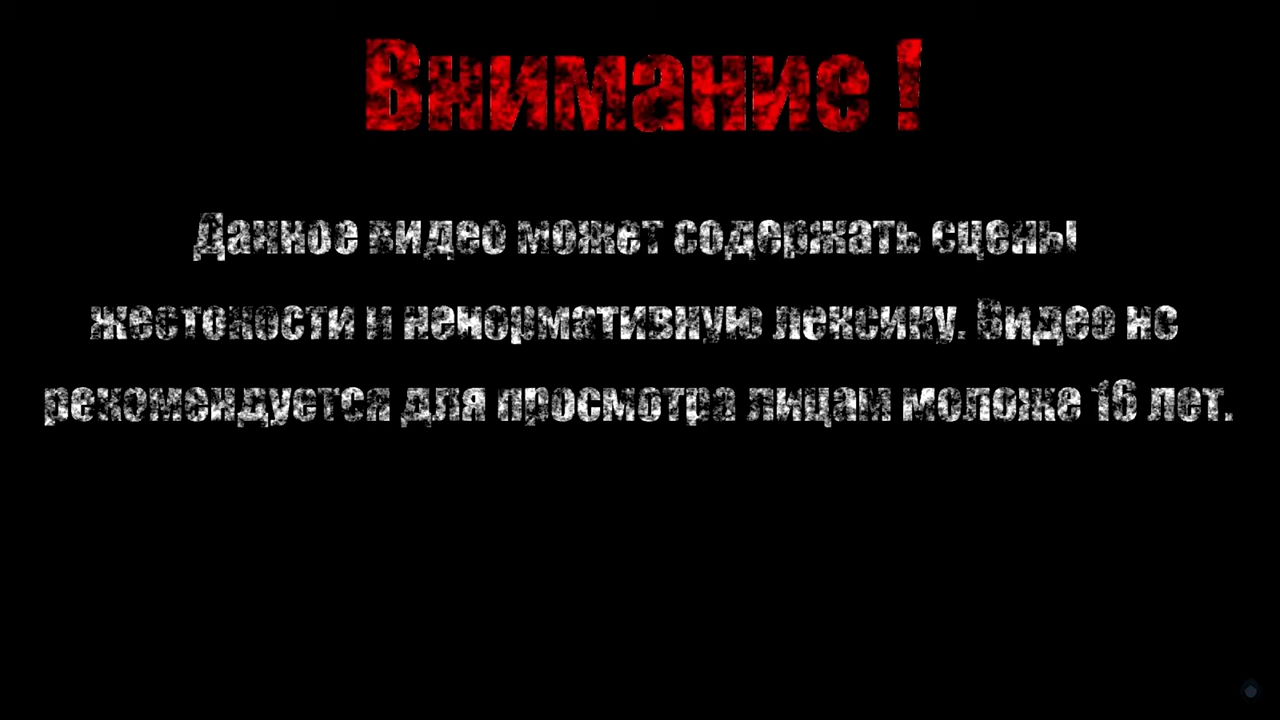 Внимание !
Данное видео может содержать сцены
жестокости и ненормативную лексику. Видео не
рекомендуется для просмотра лицам моложе 16 лет.